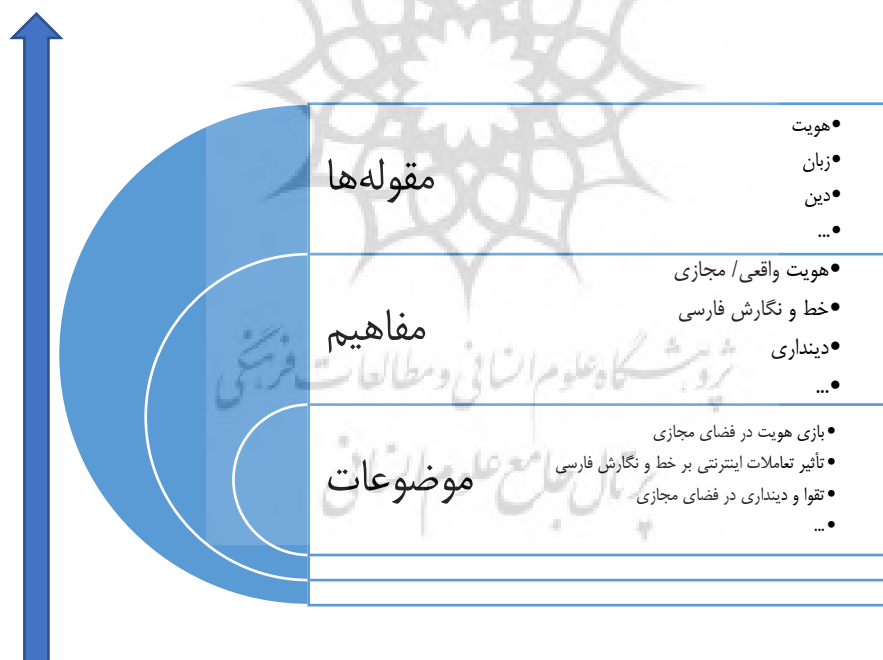 مقوله‌ها
•هویت
•زبان
•دین
•...
مفاهیم
•هویت واقعی/ مجازی
•خط و نگارش فارسی
•دینداری
•...
موضوعات
•بازی هویت در فضای مجازی
•تأثیر تعاملات اینترنتی بر خط و نگارش فارسی
•تقوا و دینداری در فضای مجازی
•...
پژوهشگاه علوم انسانی و مطالعات فرهنگی
پرتال جامع علوم انسانی